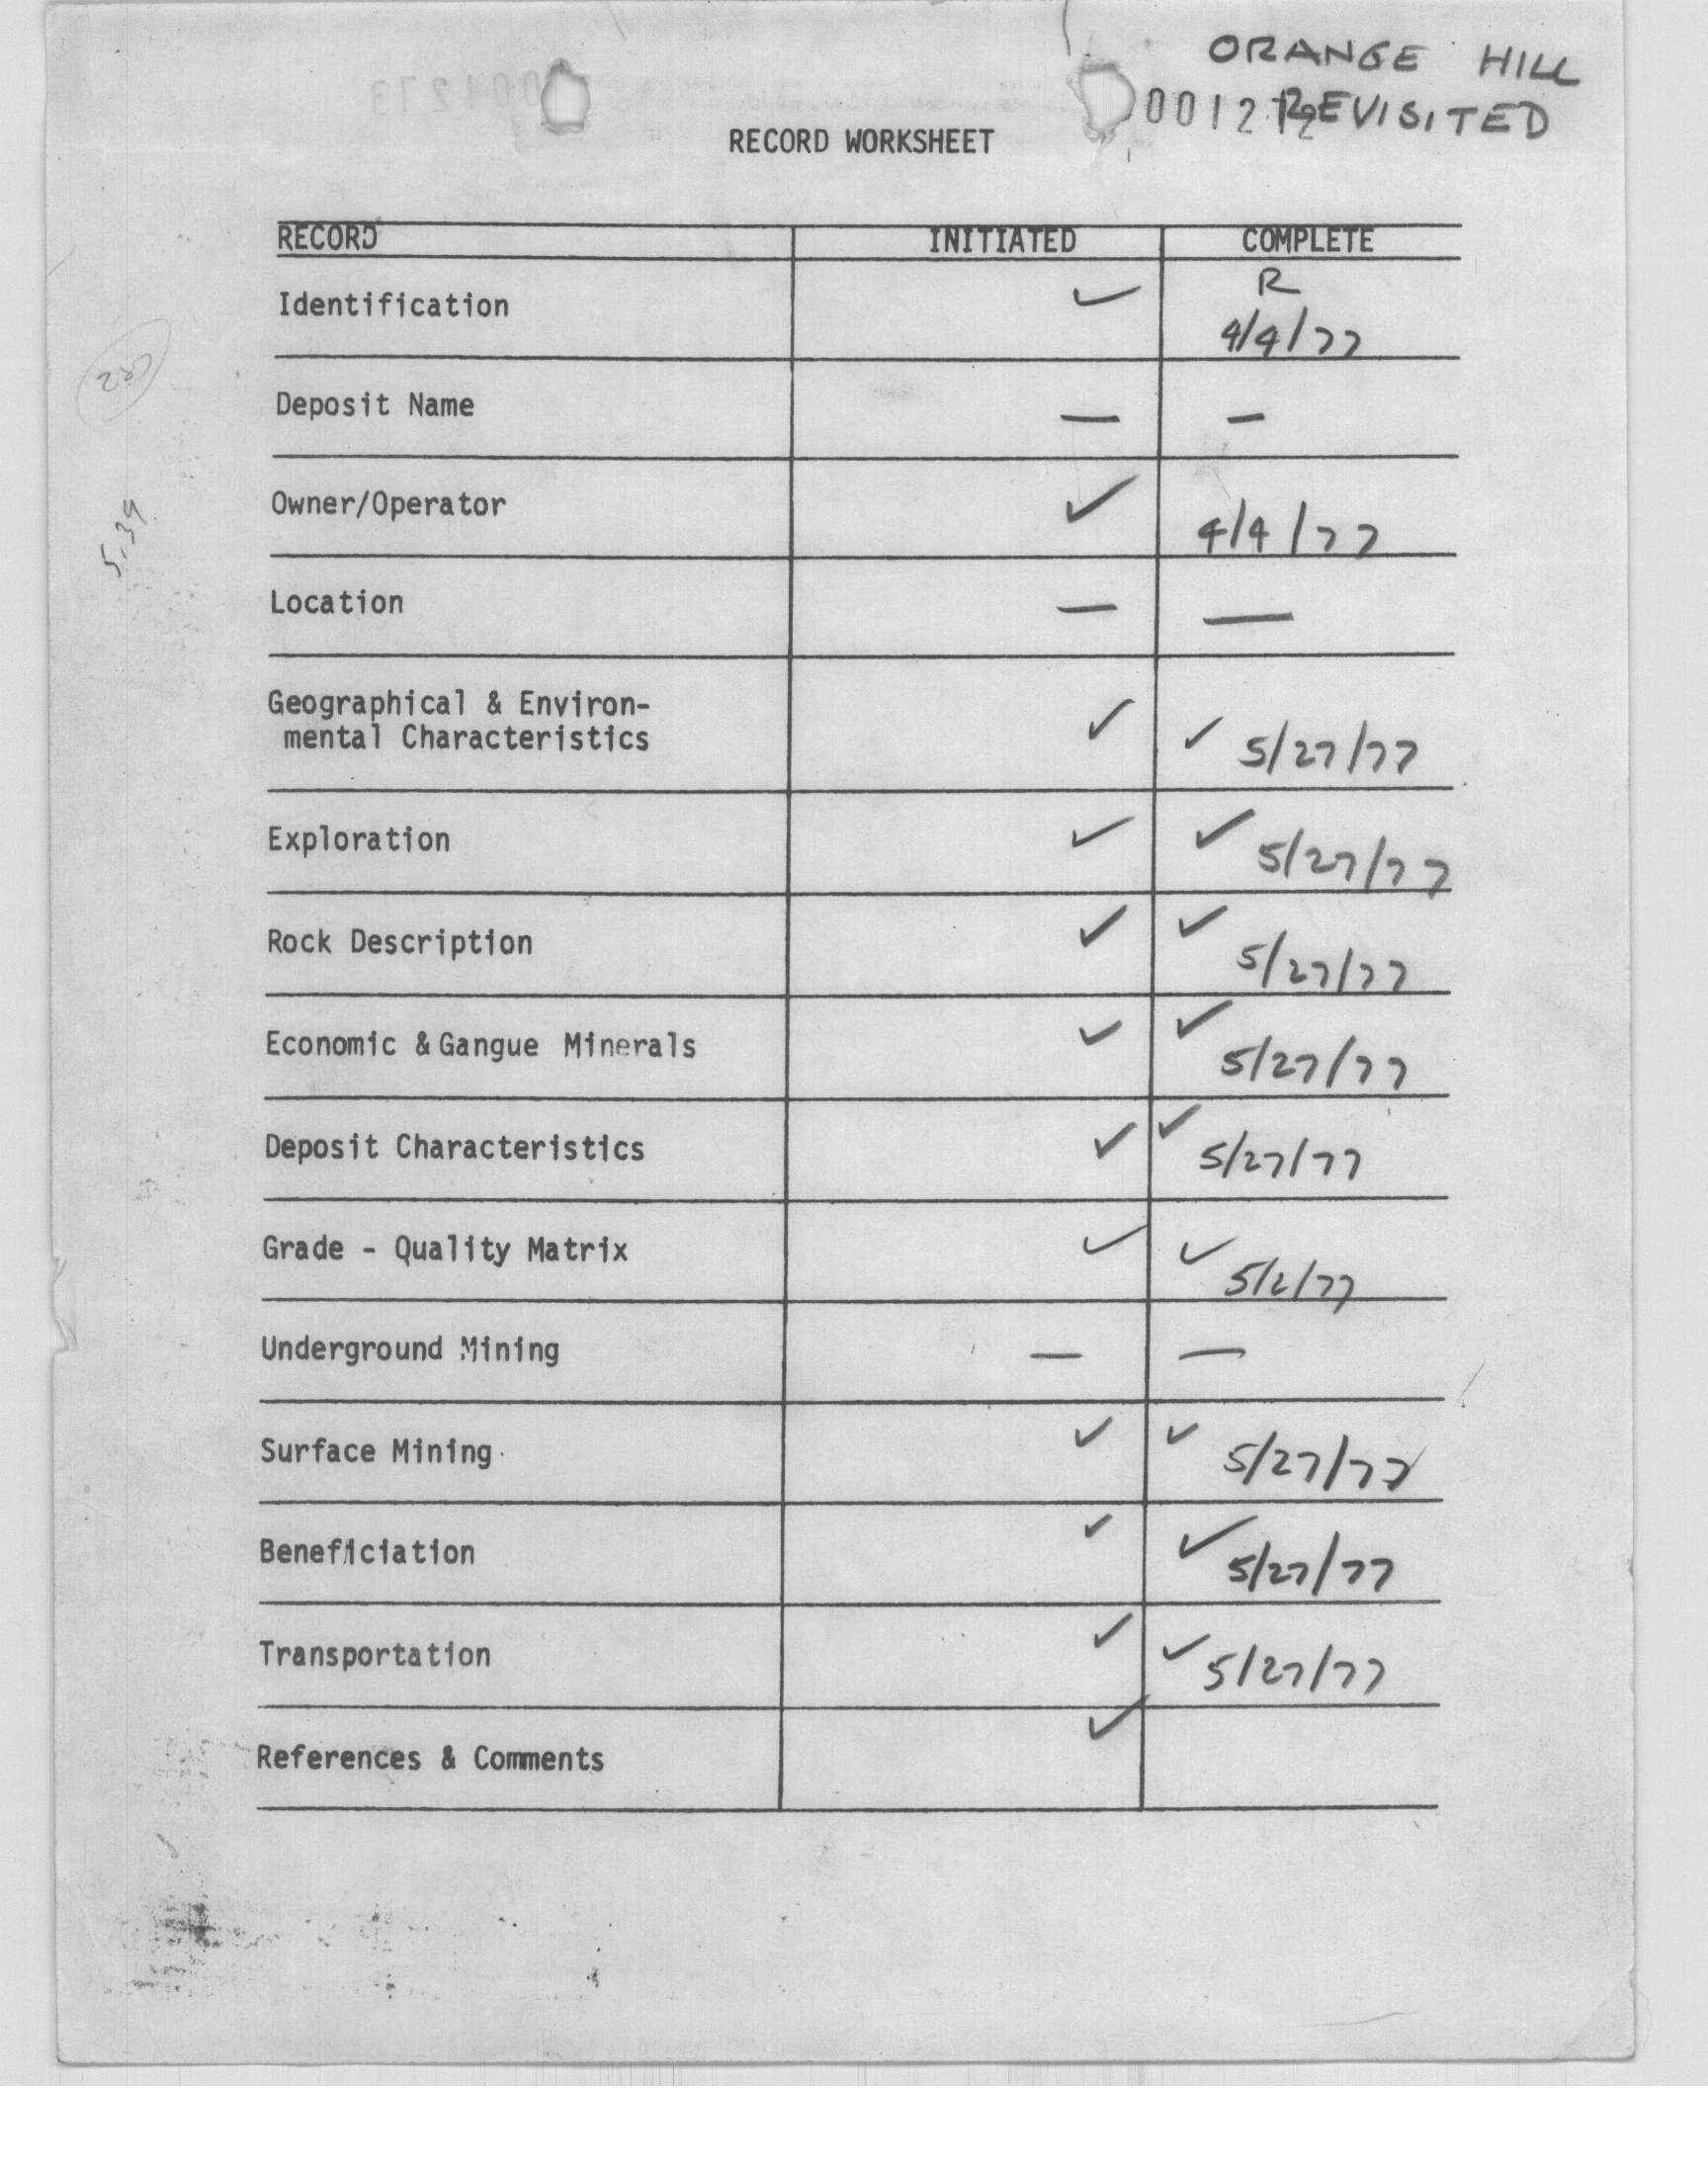 ORANGE HILL
REVISITED
RECORD WORKSHEET
RECORD INITIATED COMPLETE
Identification ✓ R
4/4/77
Deposit Name — —
Owner/Operator ✓ 4/4/77
Location — —
Geographical & Environ-
mental Characteristics ✓ ✓ 5/27/77
Exploration ✓ ✓ 5/27/77
Rock Description ✓ ✓ 5/27/77
Economic & Gangue Minerals ✓ ✓ 5/27/77
Deposit Characteristics ✓ ✓ 5/27/77
Grade - Quality Matrix ✓ ✓ 5/2/77
Underground Mining — —
Surface Mining ✓ ✓ 5/27/77
Beneficiation ✓ ✓ 5/27/77
Transportation ✓ ✓ 5/27/77
References & Comments ✓
5.39